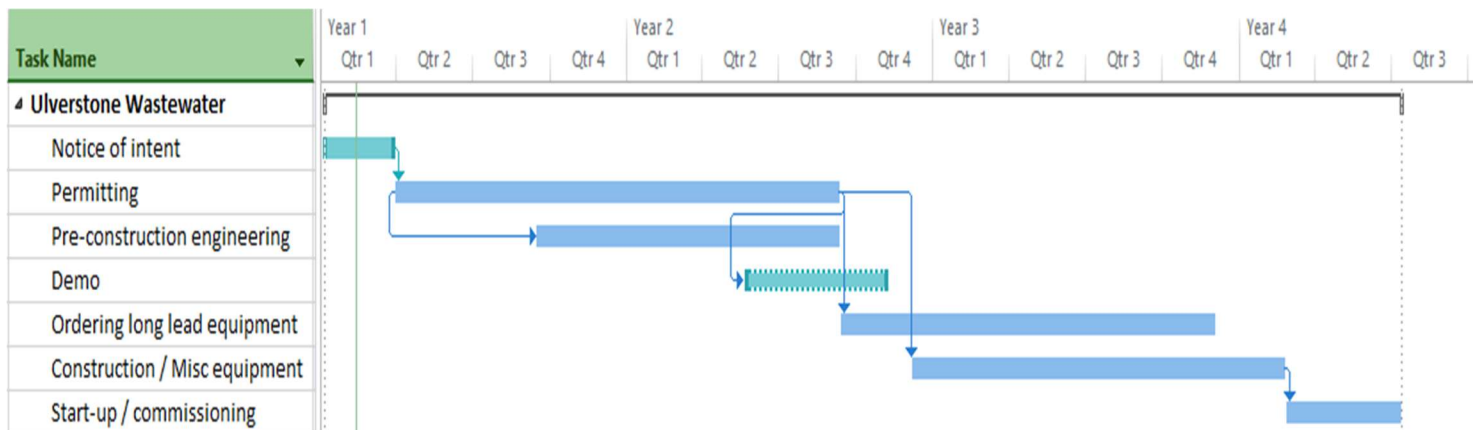 Year 1 Year 2 Year 3 Year 4
Task Name Qtr 1 Qtr 2 Qtr 3 Qtr 4 Qtr 1 Qtr 2 Qtr 3 Qtr 4 Qtr 1 Qtr 2 Qtr 3 Qtr 4 Qtr 1 Qtr 2 Qtr 3
Ulverstone Wastewater
Notice of intent
Permitting
Pre-construction engineering
Demo
Ordering long lead equipment
Construction / Misc equipment
Start-up / commissioning